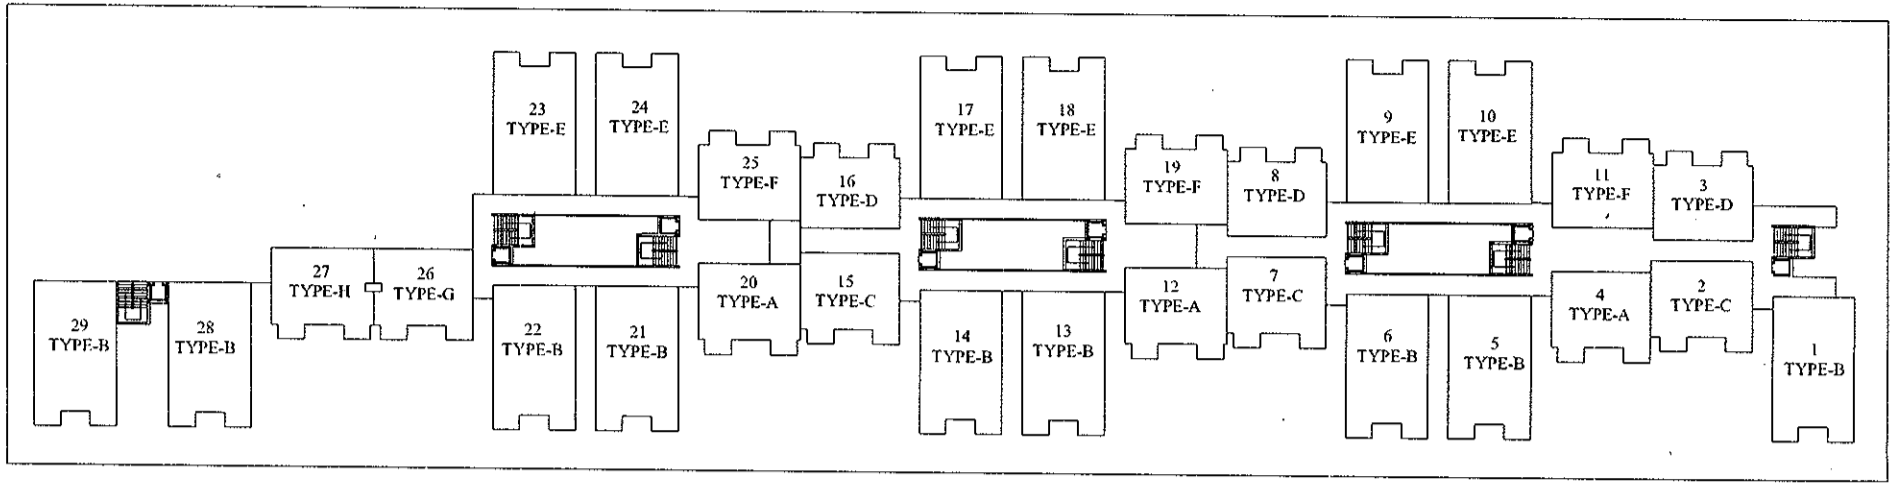 23
TYPE-E
24
TYPE-E
17
TYPE-E
18
TYPE-E
9
TYPE-E
10
TYPE-E
25
TYPE-F
16
TYPE-D
19
TYPE-F
8
TYPE-D
11
TYPE-F
3
TYPE-D
27
TYPE-H
26
TYPE-G
20
TYPE-A
15
TYPE-C
12
TYPE-A
7
TYPE-C
4
TYPE-A
2
TYPE-C
29
TYPE-B
28
TYPE-B
22
TYPE-B
21
TYPE-B
14
TYPE-B
13
TYPE-B
6
TYPE-B
5
TYPE-B
1
TYPE-B